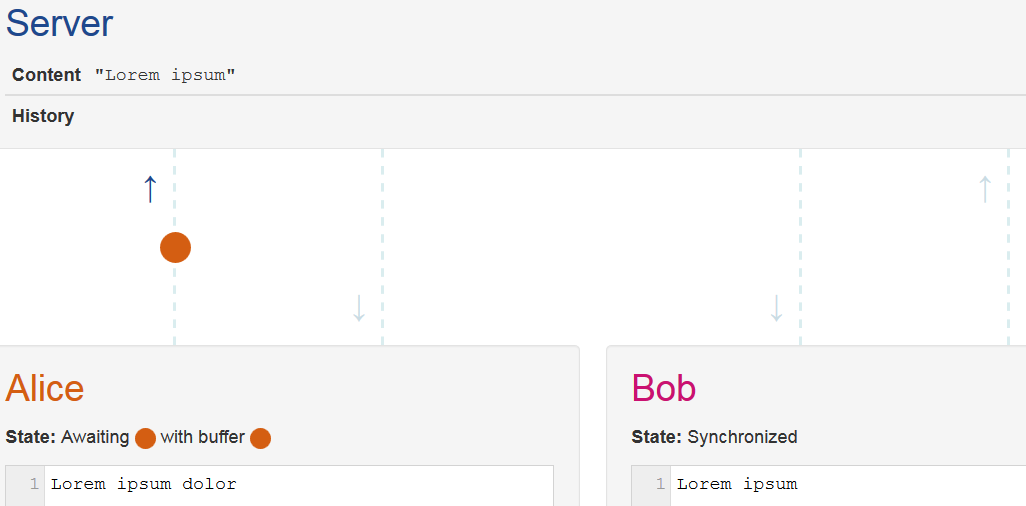 Server
Content "Lorem ipsum"
History
↑ ↑
↓ ↓
Alice Bob
State: Awaiting with buffer State: Synchronized
1 Lorem ipsum dolor 1 Lorem ipsum